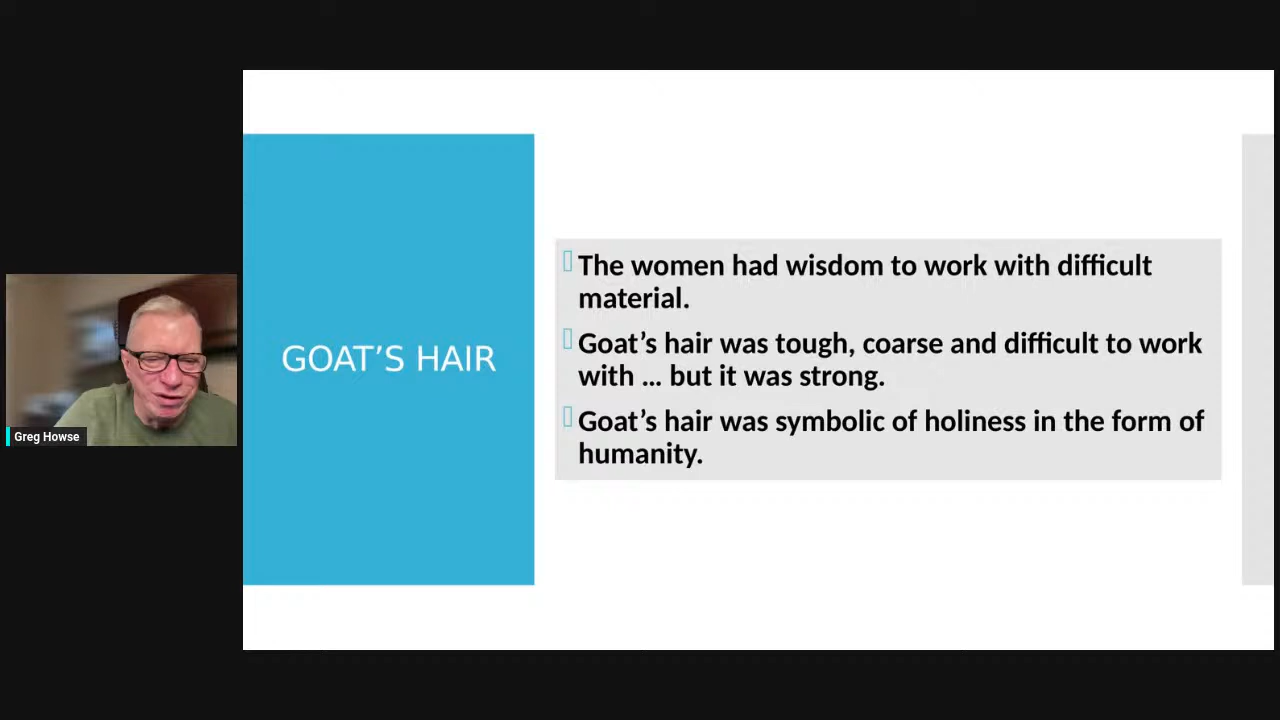 GOAT’S HAIR
The women had wisdom to work with difficult
material.
Goat’s hair was tough, coarse and difficult to work
with … but it was strong.
Goat’s hair was symbolic of holiness in the form of
humanity.
Greg Howse